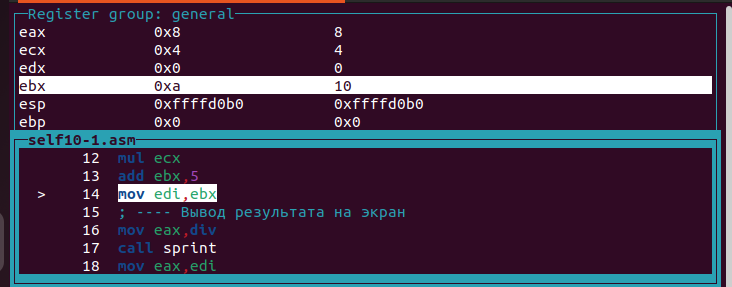 Register group: general
eax 0x8 8
ecx 0x4 4
edx 0x0 0
ebx 0xa 10
esp 0xffffd0b0 0xffffd0b0
ebp 0x0 0x0
self10-1.asm
12 mul ecx
13 add ebx,5
> 14 mov edi,ebx
15 ; ---- Вывод результата на экран
16 mov eax,div
17 call sprint
18 mov eax,edi